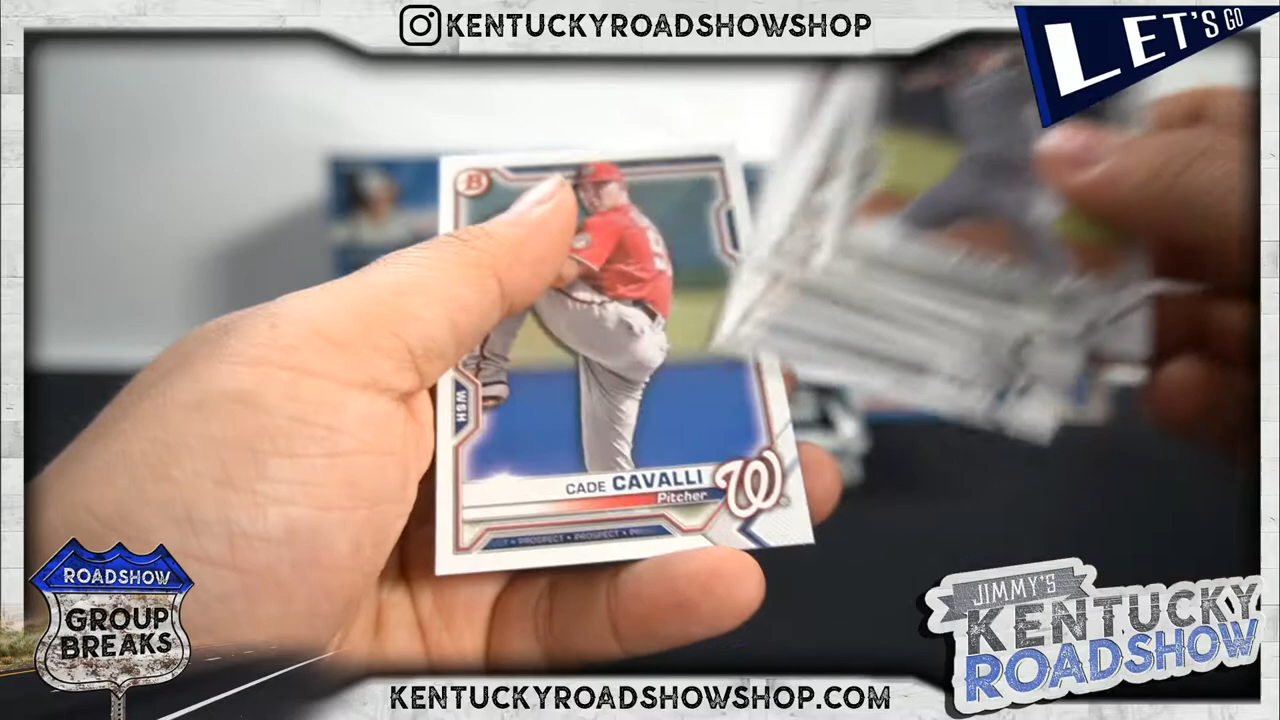 KENTUCKYROADSHOWSHOP
LET'S GO
B
WSH
CADE CAVALLI
Pitcher
W
PROSPECT • PROSPECT •
ROADSHOW
GROUP
BREAKS
JIMMY'S
KENTUCKY
ROADSHOW
KENTUCKYROADSHOWSHOP.COM